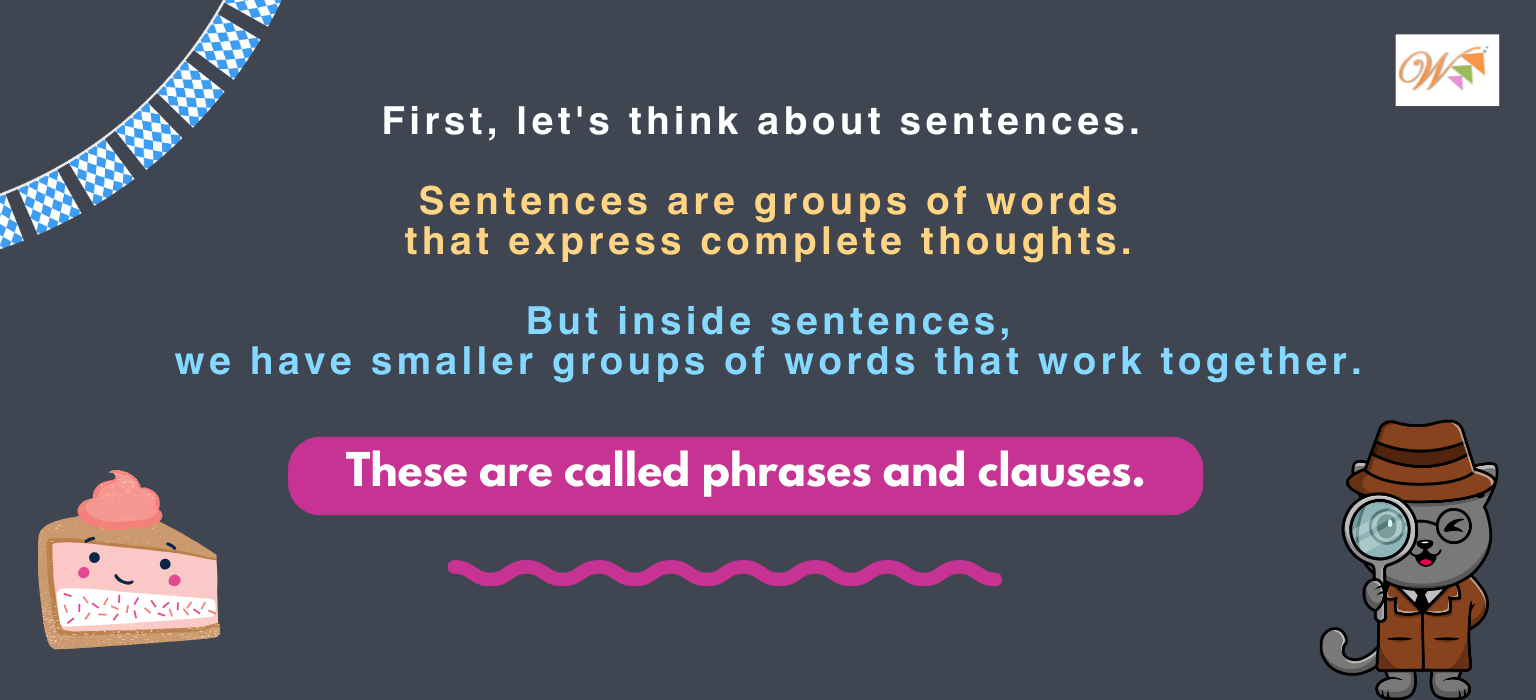 W
First, let's think about sentences.
Sentences are groups of words
that express complete thoughts.
But inside sentences,
we have smaller groups of words that work together.
These are called phrases and clauses.